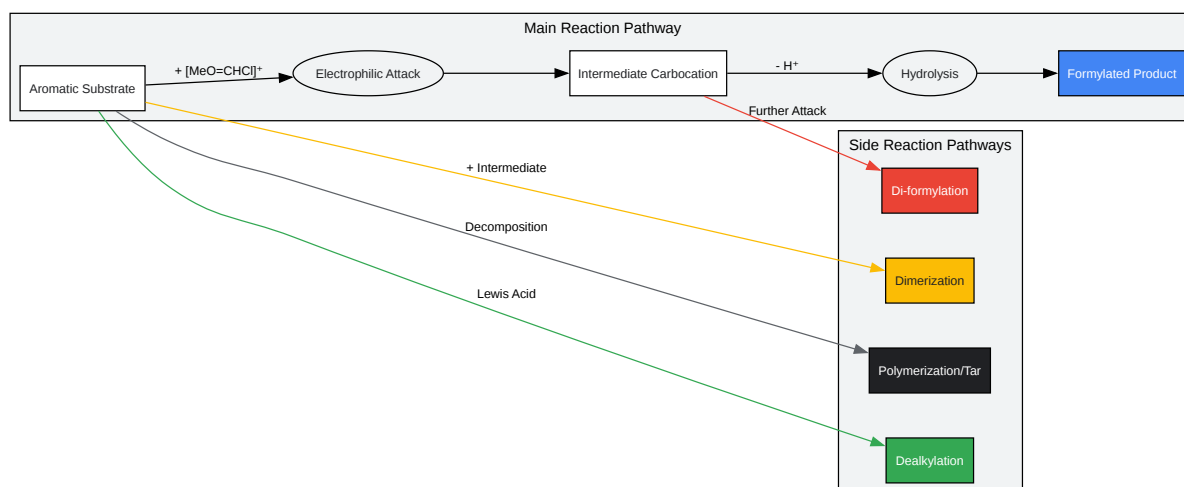 Main Reaction Pathway
Aromatic Substrate
+ [MeO=CHCl]⁺
Electrophilic Attack
Intermediate Carbocation
- H⁺
Hydrolysis
Formylated Product
Further Attack
Side Reaction Pathways
+ Intermediate
Di-formylation
Decomposition
Dimerization
Lewis Acid
Polymerization/Tar
Dealkylation